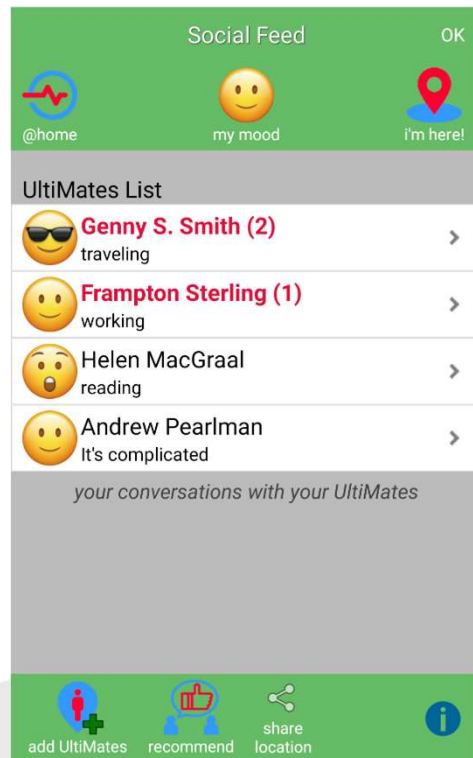 Social Feed
OK
@home
my mood
i'm here!
UltiMates List
Genny S. Smith (2)
traveling
Frampton Sterling (1)
working
Helen MacGraal
reading
Andrew Pearlman
It's complicated
your conversations with your UltiMates
add UltiMates
recommend
share
location
i